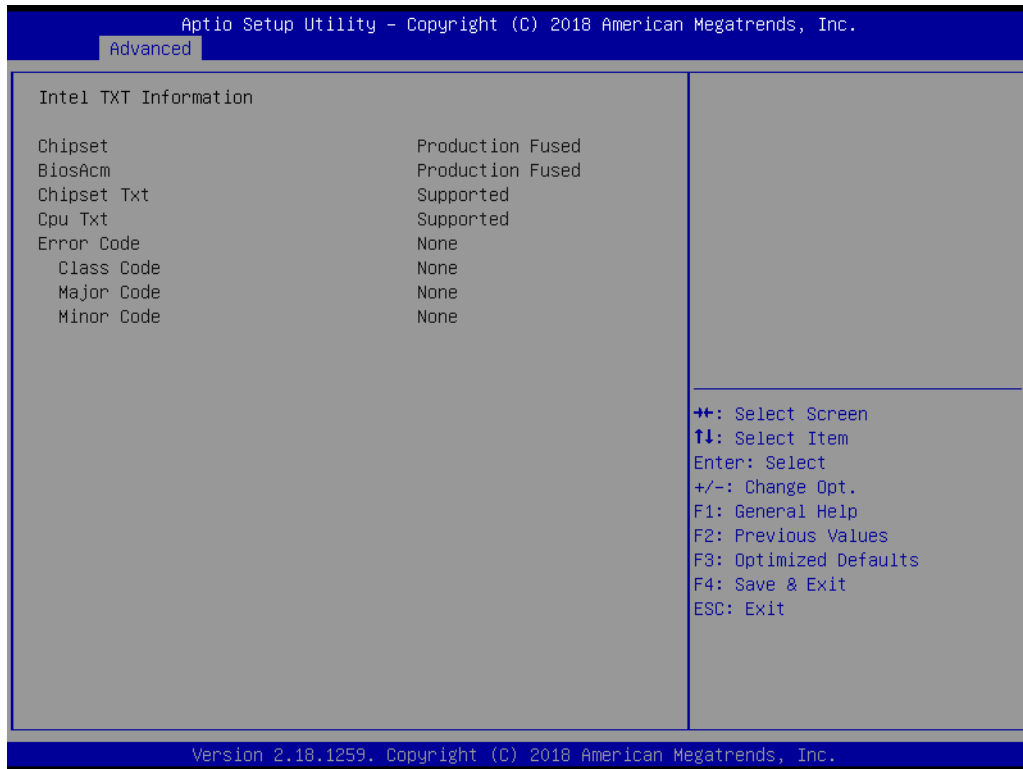 Aptio Setup Utility – Copyright (C) 2018 American Megatrends, Inc.
Advanced
Intel TXT Information
Chipset Production Fused
BiosAcm Production Fused
Chipset Txt Supported
Cpu Txt Supported
Error Code None
Class Code None
Major Code None
Minor Code None
→←: Select Screen
↑↓: Select Item
Enter: Select
+/-: Change Opt.
F1: General Help
F2: Previous Values
F3: Optimized Defaults
F4: Save & Exit
ESC: Exit
Version 2.18.1259. Copyright (C) 2018 American Megatrends, Inc.